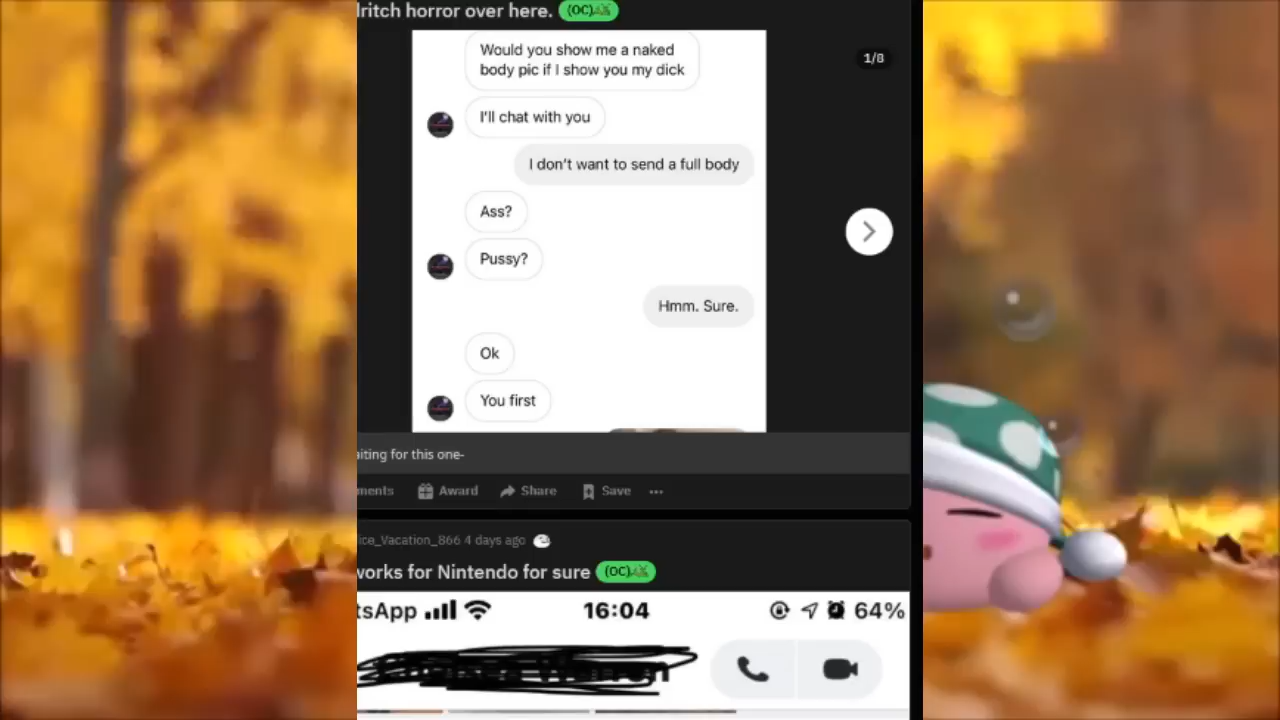 lritch horror over here. (OC)
Would you show me a naked
body pic if I show you my dick
1/8
I'll chat with you
I don't want to send a full body
Ass?
Pussy?
Hmm. Sure.
Ok
You first
aiting for this one-
ments Award Share Save
ice_Vacation_866 4 days ago
works for Nintendo for sure (OC)
tsApp 16:04 64%